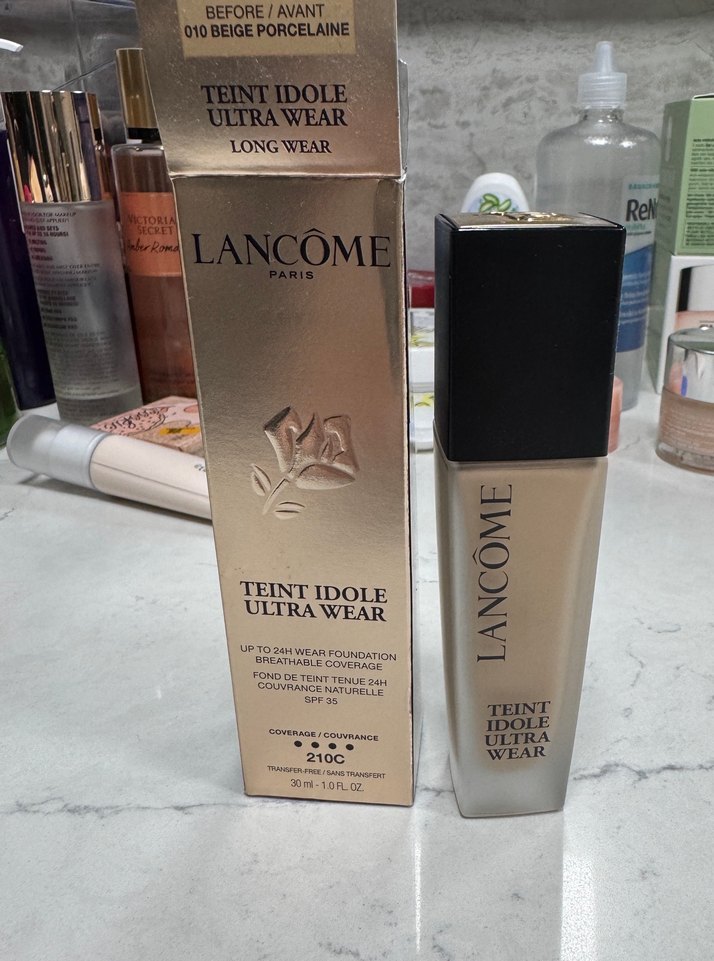 BEFORE / AVANT
010 BEIGE PORCELAINE
TEINT IDOLE
ULTRA WEAR
LONG WEAR
LANCÔME
PARIS
TEINT IDOLE
ULTRA WEAR
UP TO 24H WEAR FOUNDATION
BREATHABLE COVERAGE
FOND DE TEINT TENUE 24H
COUVRANCE NATURELLE
SPF 35
COVERAGE / COUVRANCE
210C
TRANSFER-FREE / SANS TRANSFERT
30 ml - 1.0 FL. OZ.
LANCÔME
TEINT
IDOLE
ULTRA
WEAR
VICTORIA
SECRET